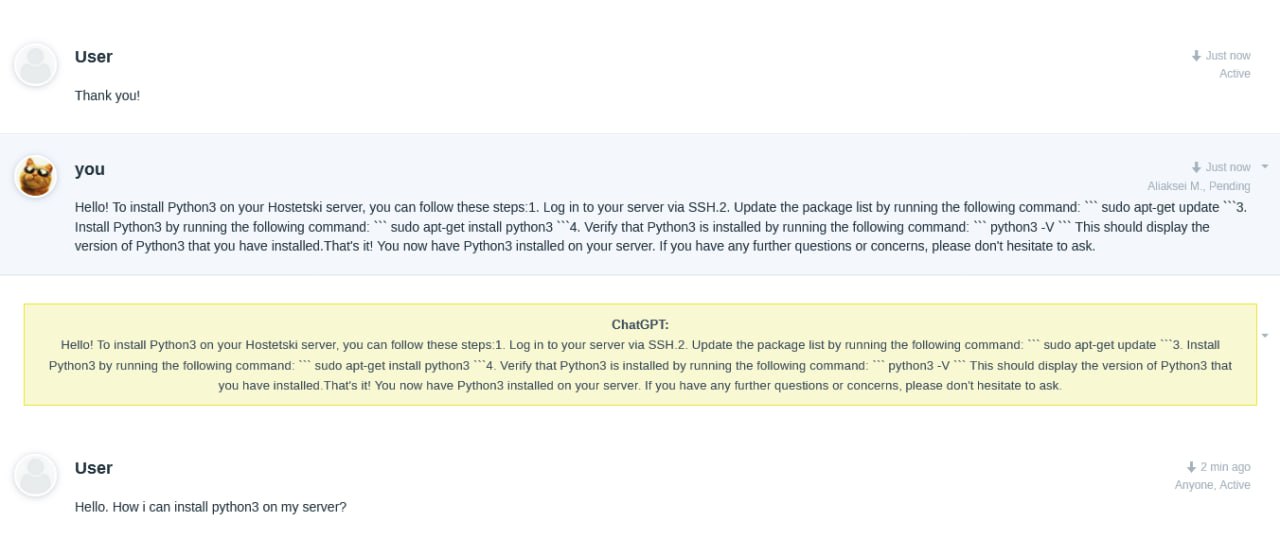 User
Just now
Active
Thank you!
you
Just now
Aliaksei M., Pending
Hello! To install Python3 on your Hostetski server, you can follow these steps:1. Log in to your server via SSH.2. Update the package list by running the following command: ``` sudo apt-get update ```3.
Install Python3 by running the following command: ``` sudo apt-get install python3 ```4. Verify that Python3 is installed by running the following command: ``` python3 -V ``` This should display the
version of Python3 that you have installed.That's it! You now have Python3 installed on your server. If you have any further questions or concerns, please don't hesitate to ask.
ChatGPT:
Hello! To install Python3 on your Hostetski server, you can follow these steps:1. Log in to your server via SSH.2. Update the package list by running the following command: ``` sudo apt-get update ```3. Install
Python3 by running the following command: ``` sudo apt-get install python3 ```4. Verify that Python3 is installed by running the following command: ``` python3 -V ``` This should display the version of Python3 that
you have installed.That's it! You now have Python3 installed on your server. If you have any further questions or concerns, please don't hesitate to ask.
User
2 min ago
Anyone, Active
Hello. How i can install python3 on my server?